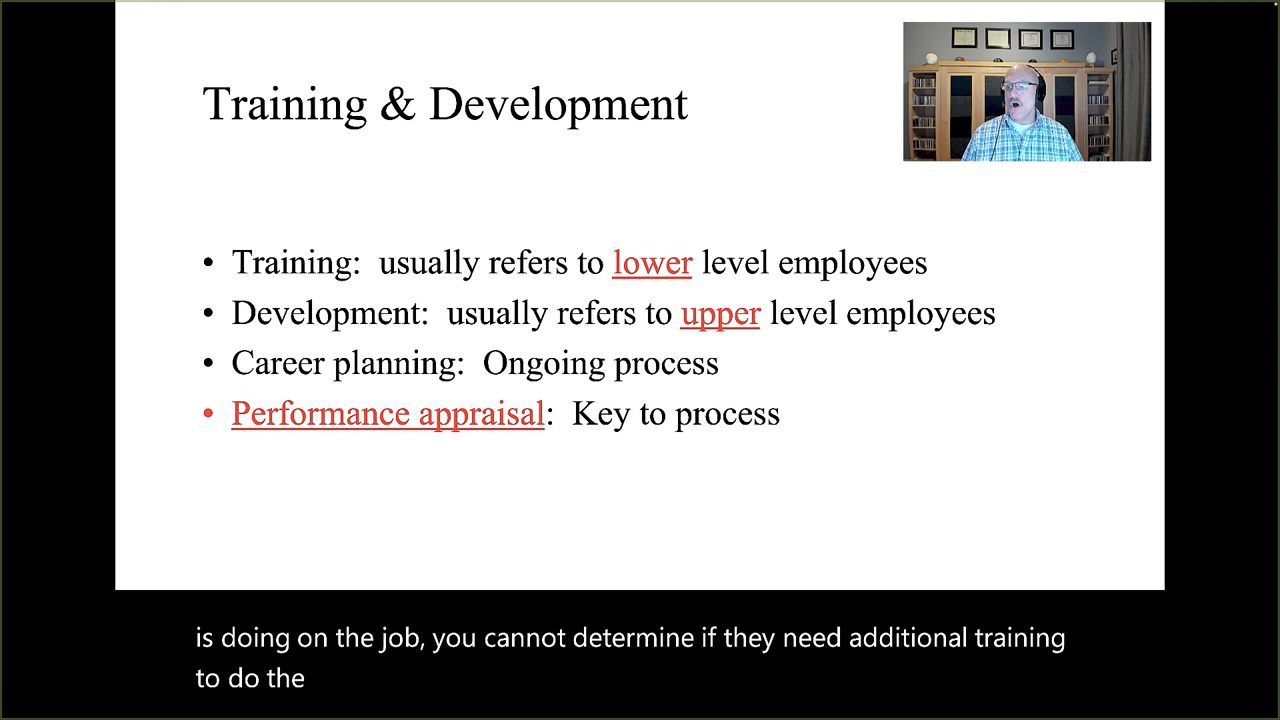 Training & Development
• Training: usually refers to lower level employees
• Development: usually refers to upper level employees
• Career planning: Ongoing process
• Performance appraisal: Key to process
is doing on the job, you cannot determine if they need additional training
to do the